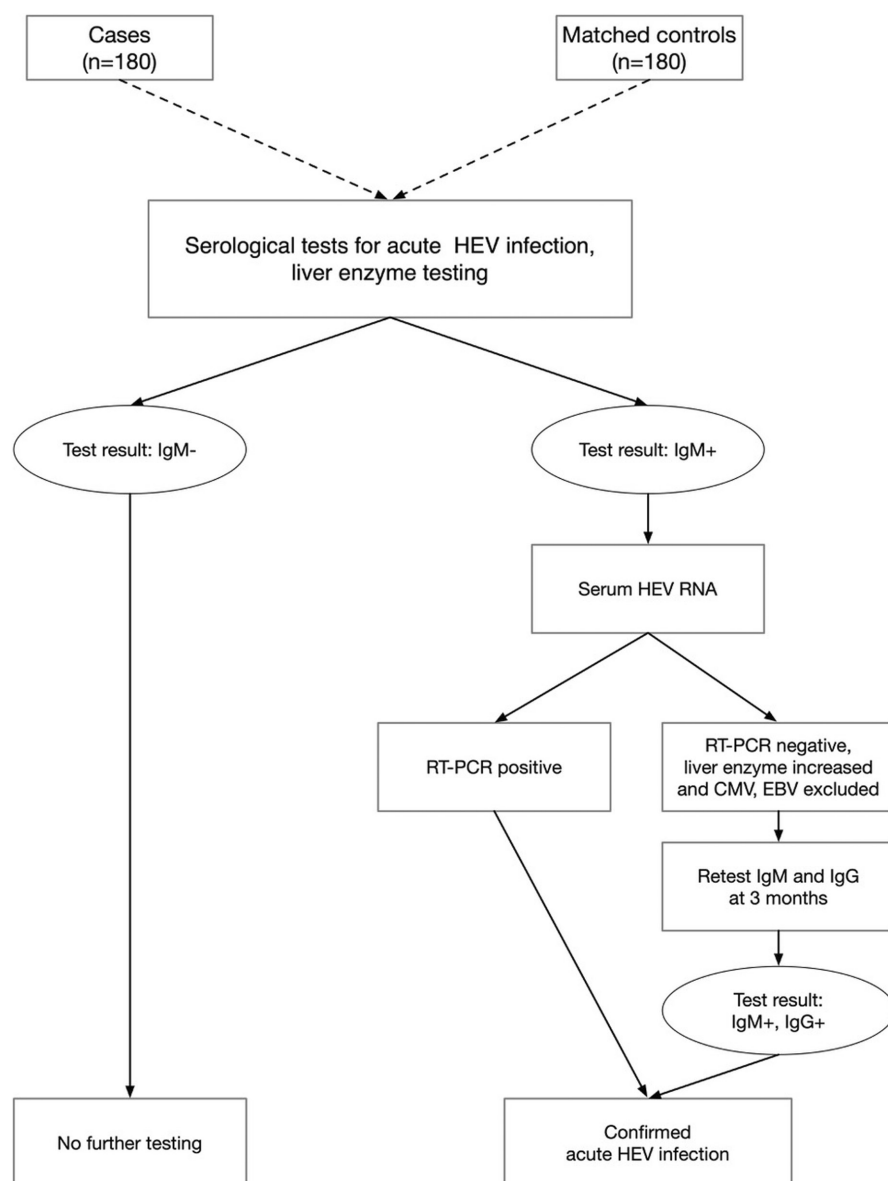 Cases
(n=180)
Matched controls
(n=180)
Serological tests for acute HEV infection,
liver enzyme testing
Test result: IgM-
Test result: IgM+
Serum HEV RNA
RT-PCR positive
RT-PCR negative,
liver enzyme increased
and CMV, EBV excluded
Retest IgM and IgG
at 3 months
Test result:
IgM+, IgG+
No further testing
Confirmed
acute HEV infection